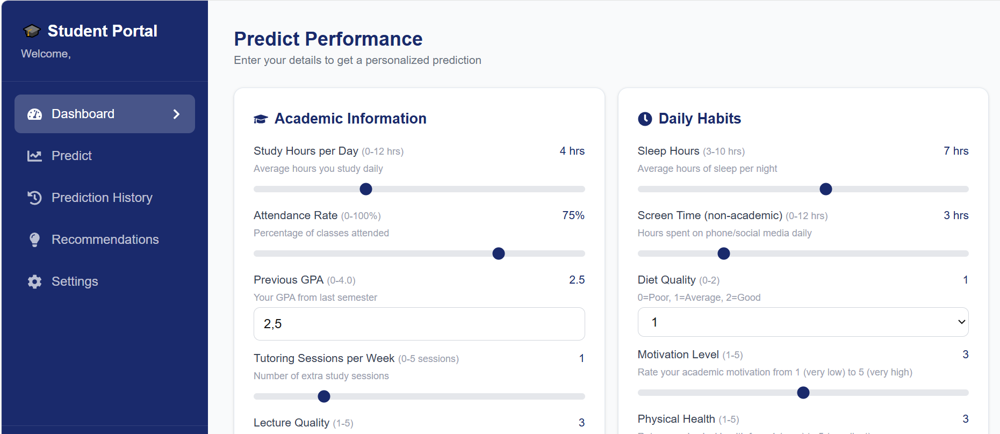 Student Portal
Welcome,
Dashboard
Predict
Prediction History
Recommendations
Settings
Predict Performance
Enter your details to get a personalized prediction
Academic Information
Study Hours per Day (0-12 hrs) 4 hrs
Average hours you study daily
Attendance Rate (0-100%) 75%
Percentage of classes attended
Previous GPA (0-4.0) 2.5
Your GPA from last semester
2,5
Tutoring Sessions per Week (0-5 sessions) 1
Number of extra study sessions
Lecture Quality (1-5) 3
Daily Habits
Sleep Hours (3-10 hrs) 7 hrs
Average hours of sleep per night
Screen Time (non-academic) (0-12 hrs) 3 hrs
Hours spent on phone/social media daily
Diet Quality (0-2) 1
0=Poor, 1=Average, 2=Good
1
Motivation Level (1-5) 3
Rate your academic motivation from 1 (very low) to 5 (very high)
Physical Health (1-5) 3